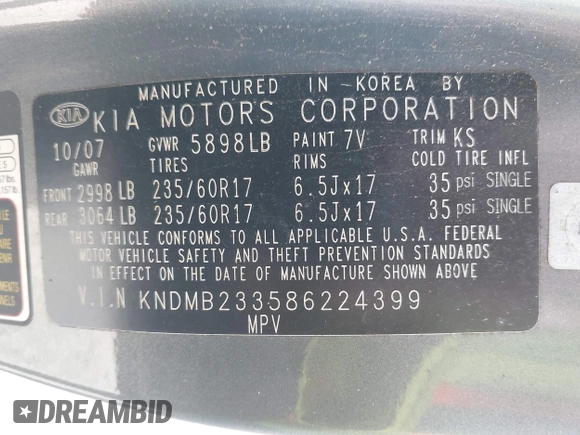 MANUFACTURED IN KOREA BY
KIA KIA MOTORS CORPORATION
10/07 GVWR 5898LB PAINT 7V TRIM KS
GAWR TIRES RIMS COLD TIRE INFL
FRONT 2998 LB 235/60R17 6.5Jx17 35 psi SINGLE
REAR 3064 LB 235/60R17 6.5Jx17 35 psi SINGLE
THIS VEHICLE CONFORMS TO ALL APPLICABLE U.S.A. FEDERAL
MOTOR VEHICLE SAFETY AND THEFT PREVENTION STANDARDS
IN EFFECT ON THE DATE OF MANUFACTURE SHOWN ABOVE
V.I.N KNDMB233586224399
MPV
DREAMBID